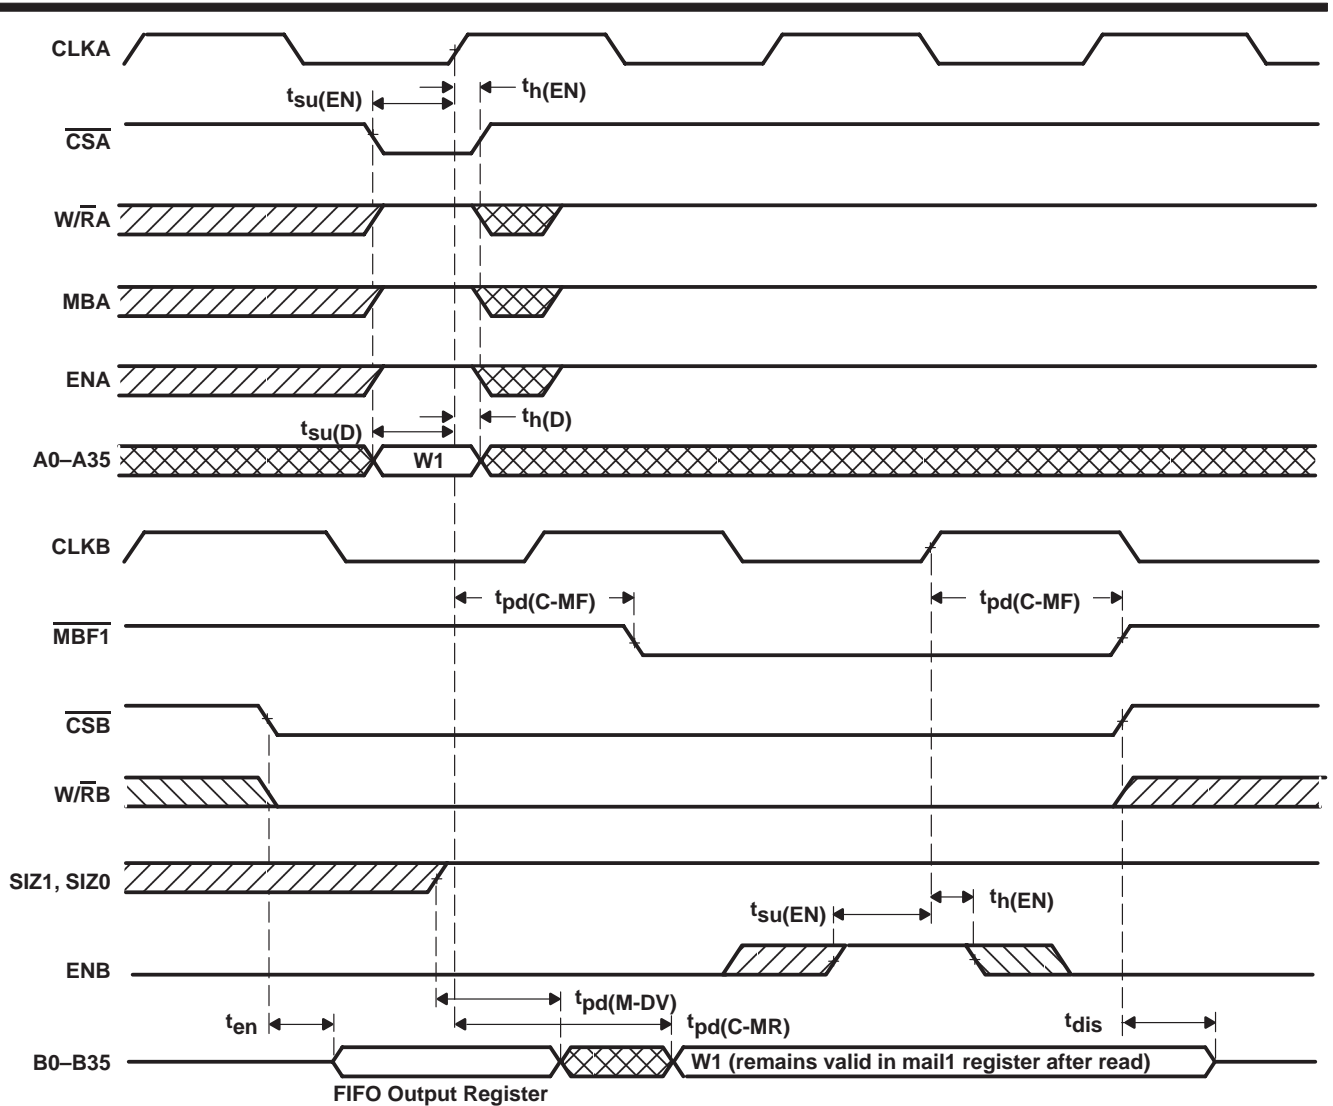 CLKA
tsu(EN)
th(EN)
CSA
W/RA
MBA
ENA
tsu(D)
th(D)
A0–A35
W1
CLKB
tpd(C-MF)
tpd(C-MF)
MBF1
CSB
W/RB
SIZ1, SIZ0
tsu(EN)
th(EN)
ENB
tpd(M-DV)
ten
tpd(C-MR)
tdis
B0–B35
W1 (remains valid in mail1 register after read)
FIFO Output Register